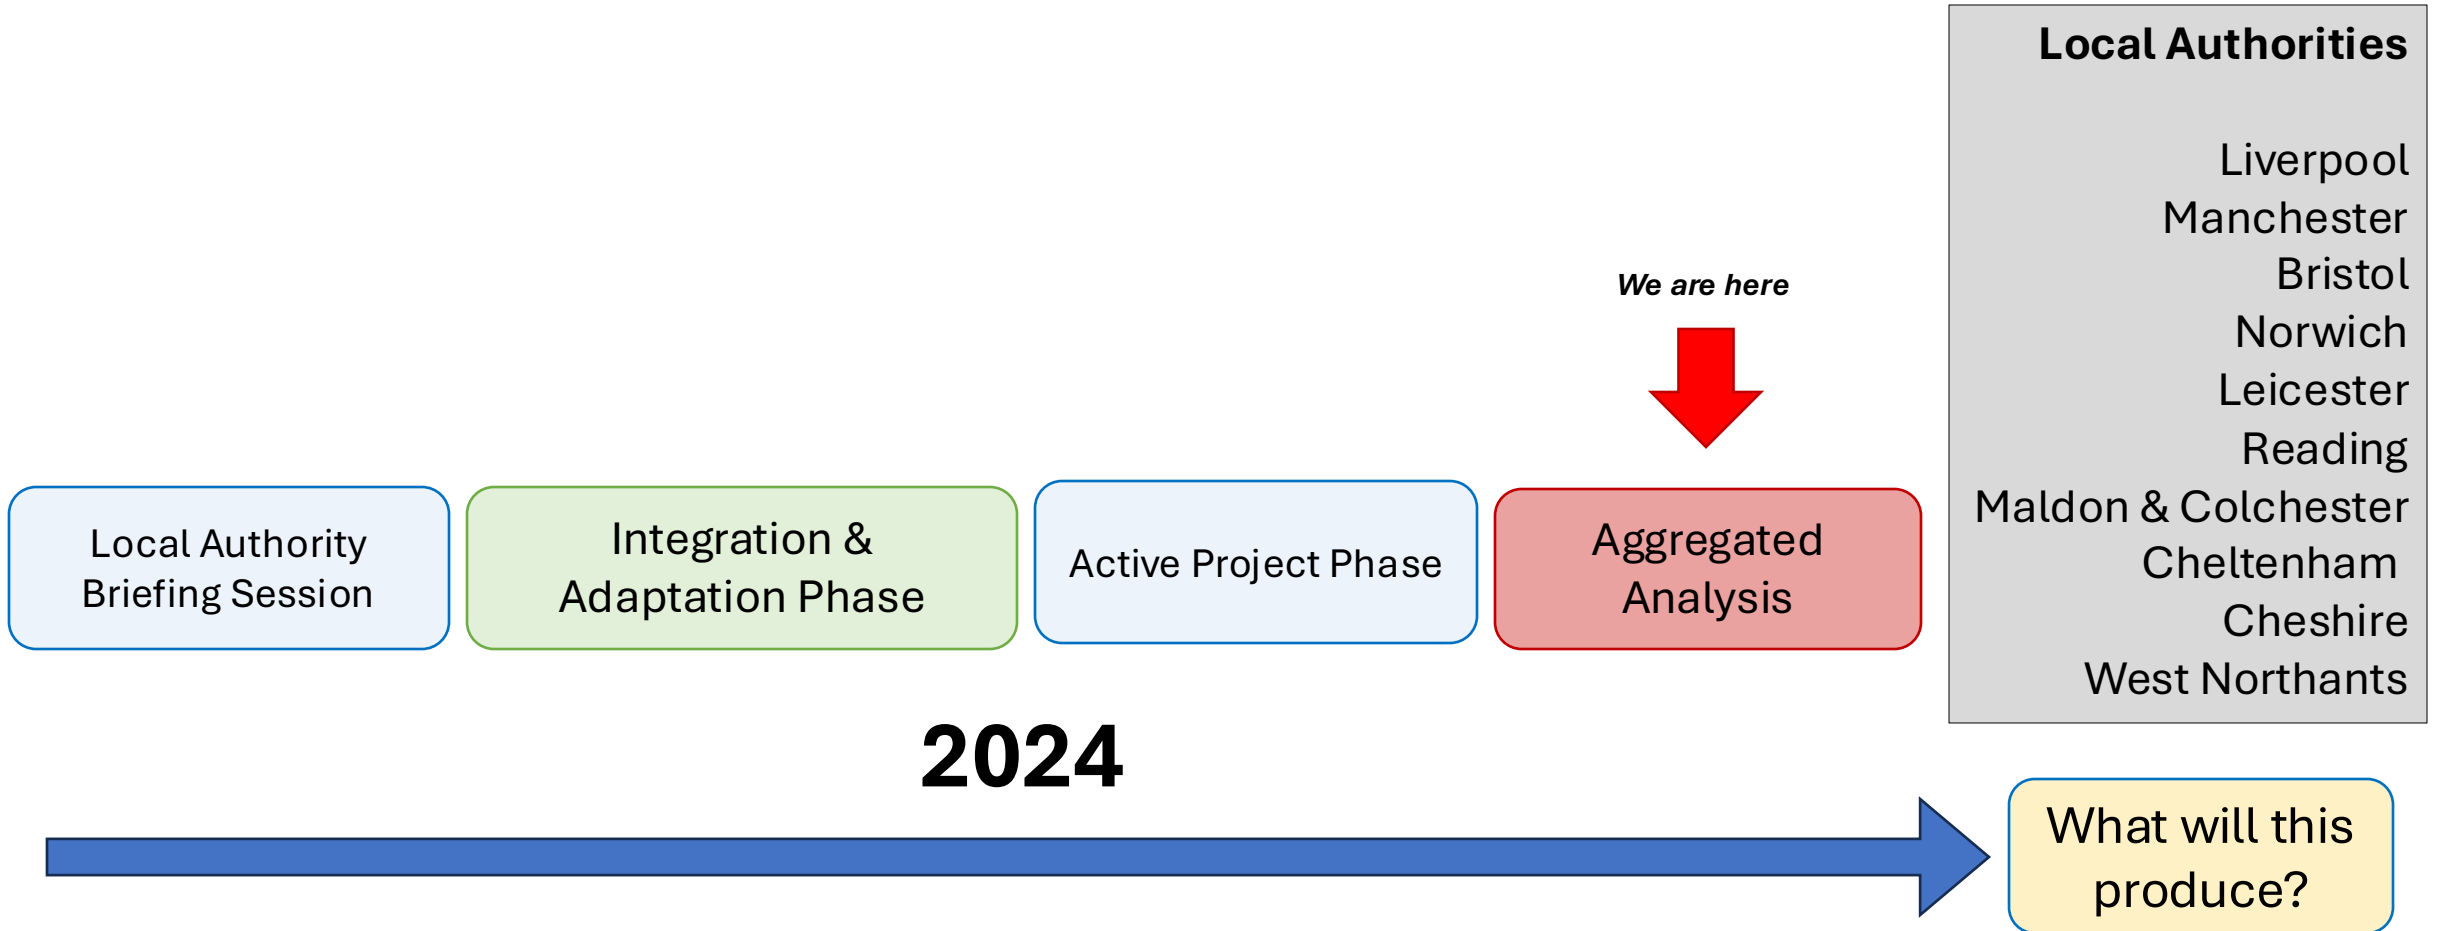 Local Authorities
Liverpool
Manchester
Bristol
Norwich
Leicester
Reading
Maldon & Colchester
Cheltenham
Cheshire
West Northants
We are here
Local Authority
Briefing Session
Integration &
Adaptation Phase
Active Project Phase
Aggregated
Analysis
2024
What will this
produce?